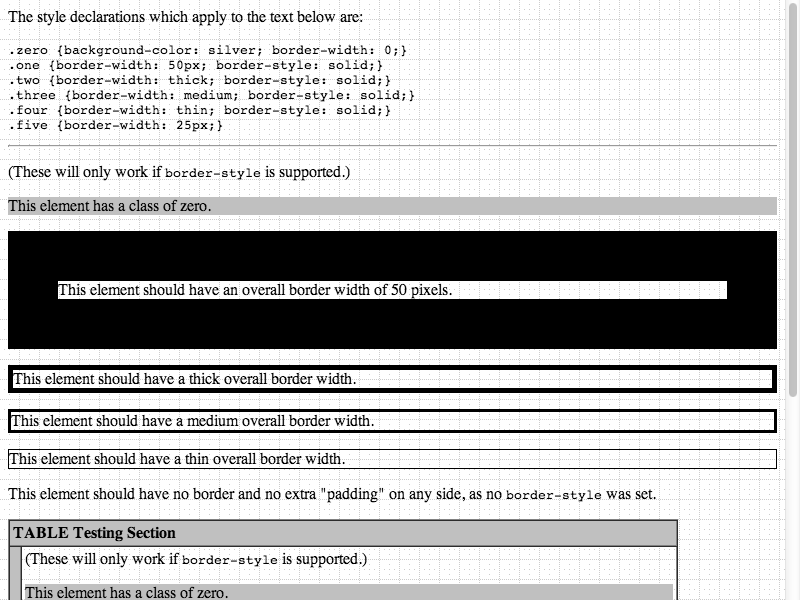 The style declarations which apply to the text below are:
.zero {background-color: silver; border-width: 0;}
.one {border-width: 50px; border-style: solid;}
.two {border-width: thick; border-style: solid;}
.three {border-width: medium; border-style: solid;}
.four {border-width: thin; border-style: solid;}
.five {border-width: 25px;}
(These will only work if border-style is supported.)
This element has a class of zero.
This element should have an overall border width of 50 pixels.
This element should have a thick overall border width.
This element should have a medium overall border width.
This element should have a thin overall border width.
This element should have no border and no extra "padding" on any side, as no border-style was set.
TABLE Testing Section
(These will only work if border-style is supported.)
This element has a class of zero.